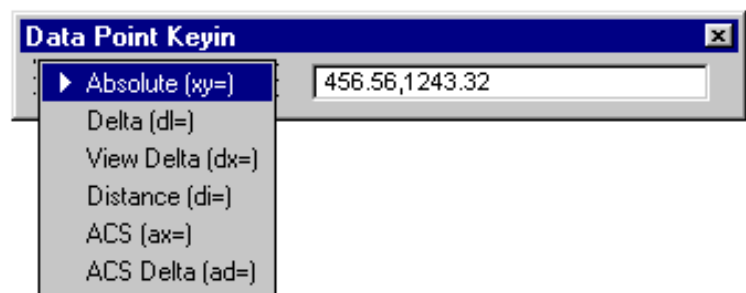 Data Point Keyin
Absolute (xy=) 456.56,1243.32
Delta (dl=)
View Delta (dx=)
Distance (di=)
ACS (ax=)
ACS Delta (ad=)